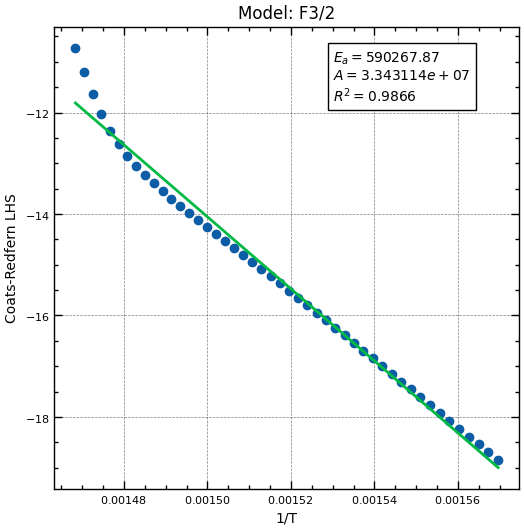 Model: F3/2
E_a = 590267.87
A = 3.343114e + 07
R^2 = 0.9866
Coats-Redfern LHS
−12
−14
−16
−18
0.00148 0.00150 0.00152 0.00154 0.00156
1/T